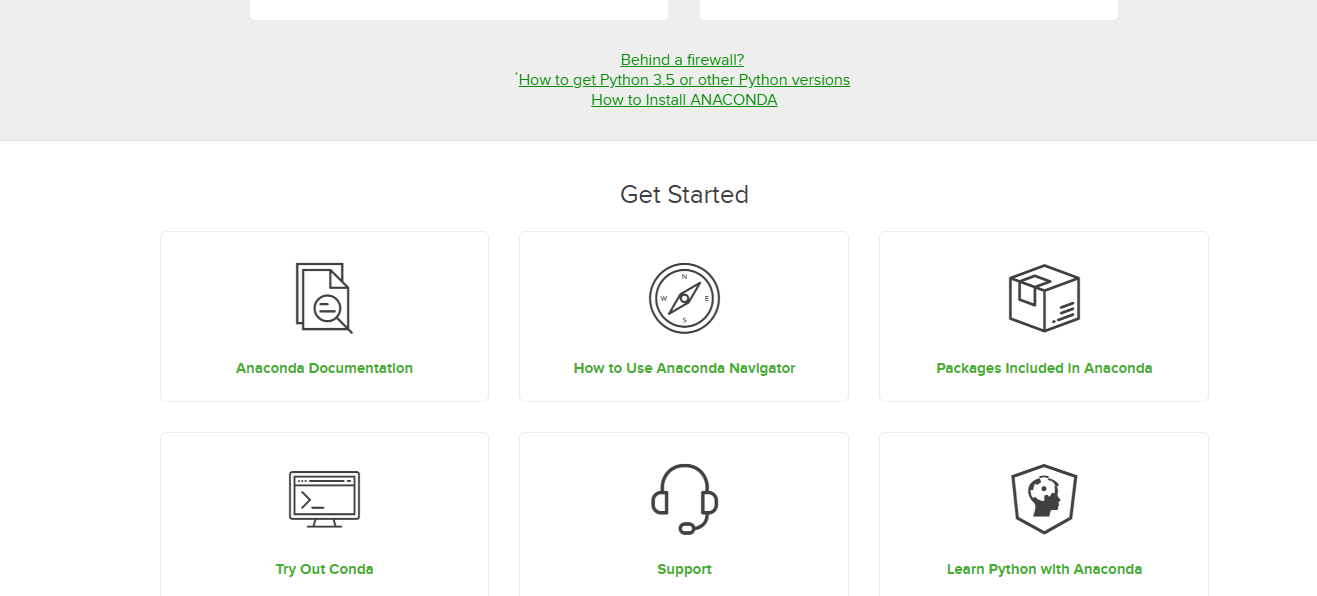 Behind a firewall?
*How to get Python 3.5 or other Python versions
How to Install ANACONDA
Get Started
N
W E
S
Anaconda Documentation
How to Use Anaconda Navigator
Packages Included in Anaconda
>_
Try Out Conda
Support
Learn Python with Anaconda